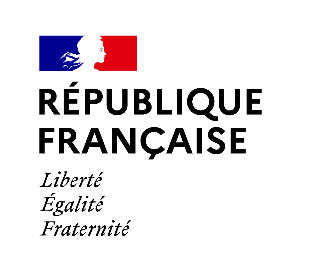 RÉPUBLIQUE
FRANÇAISE
Liberté
Égalité
Fraternité